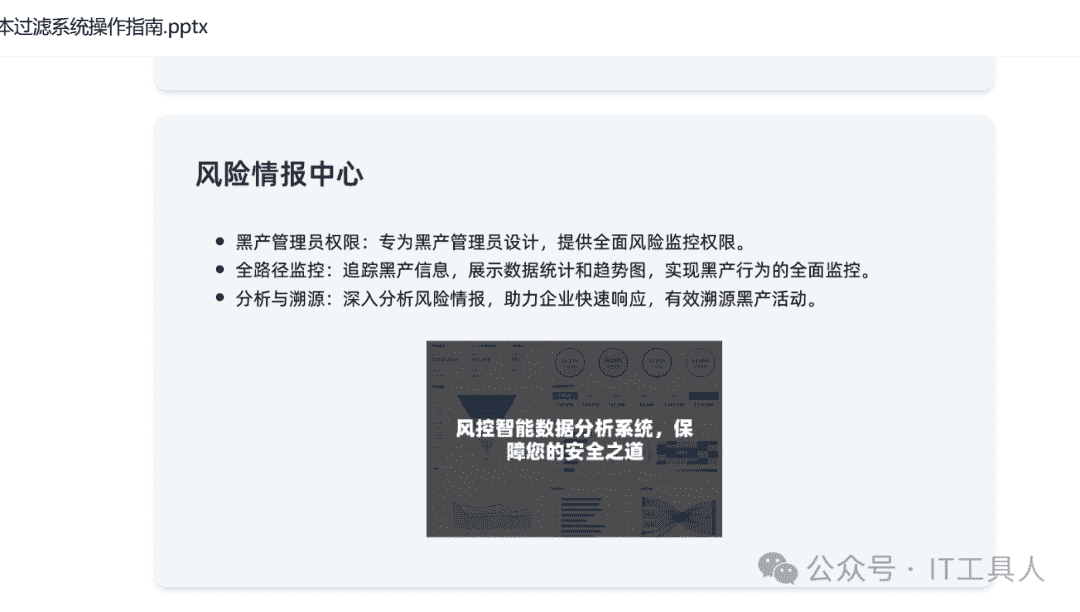 本过滤系统操作指南.pptx
风险情报中心
黑产管理员权限：专为黑产管理员设计，提供全面风险监控权限。
全路径监控：追踪黑产信息，展示数据统计和趋势图，实现黑产行为的全面监控。
分析与溯源：深入分析风险情报，助力企业快速响应，有效溯源黑产活动。
风控智能数据分析系统，保
障您的安全之道
公众号 · IT工具人